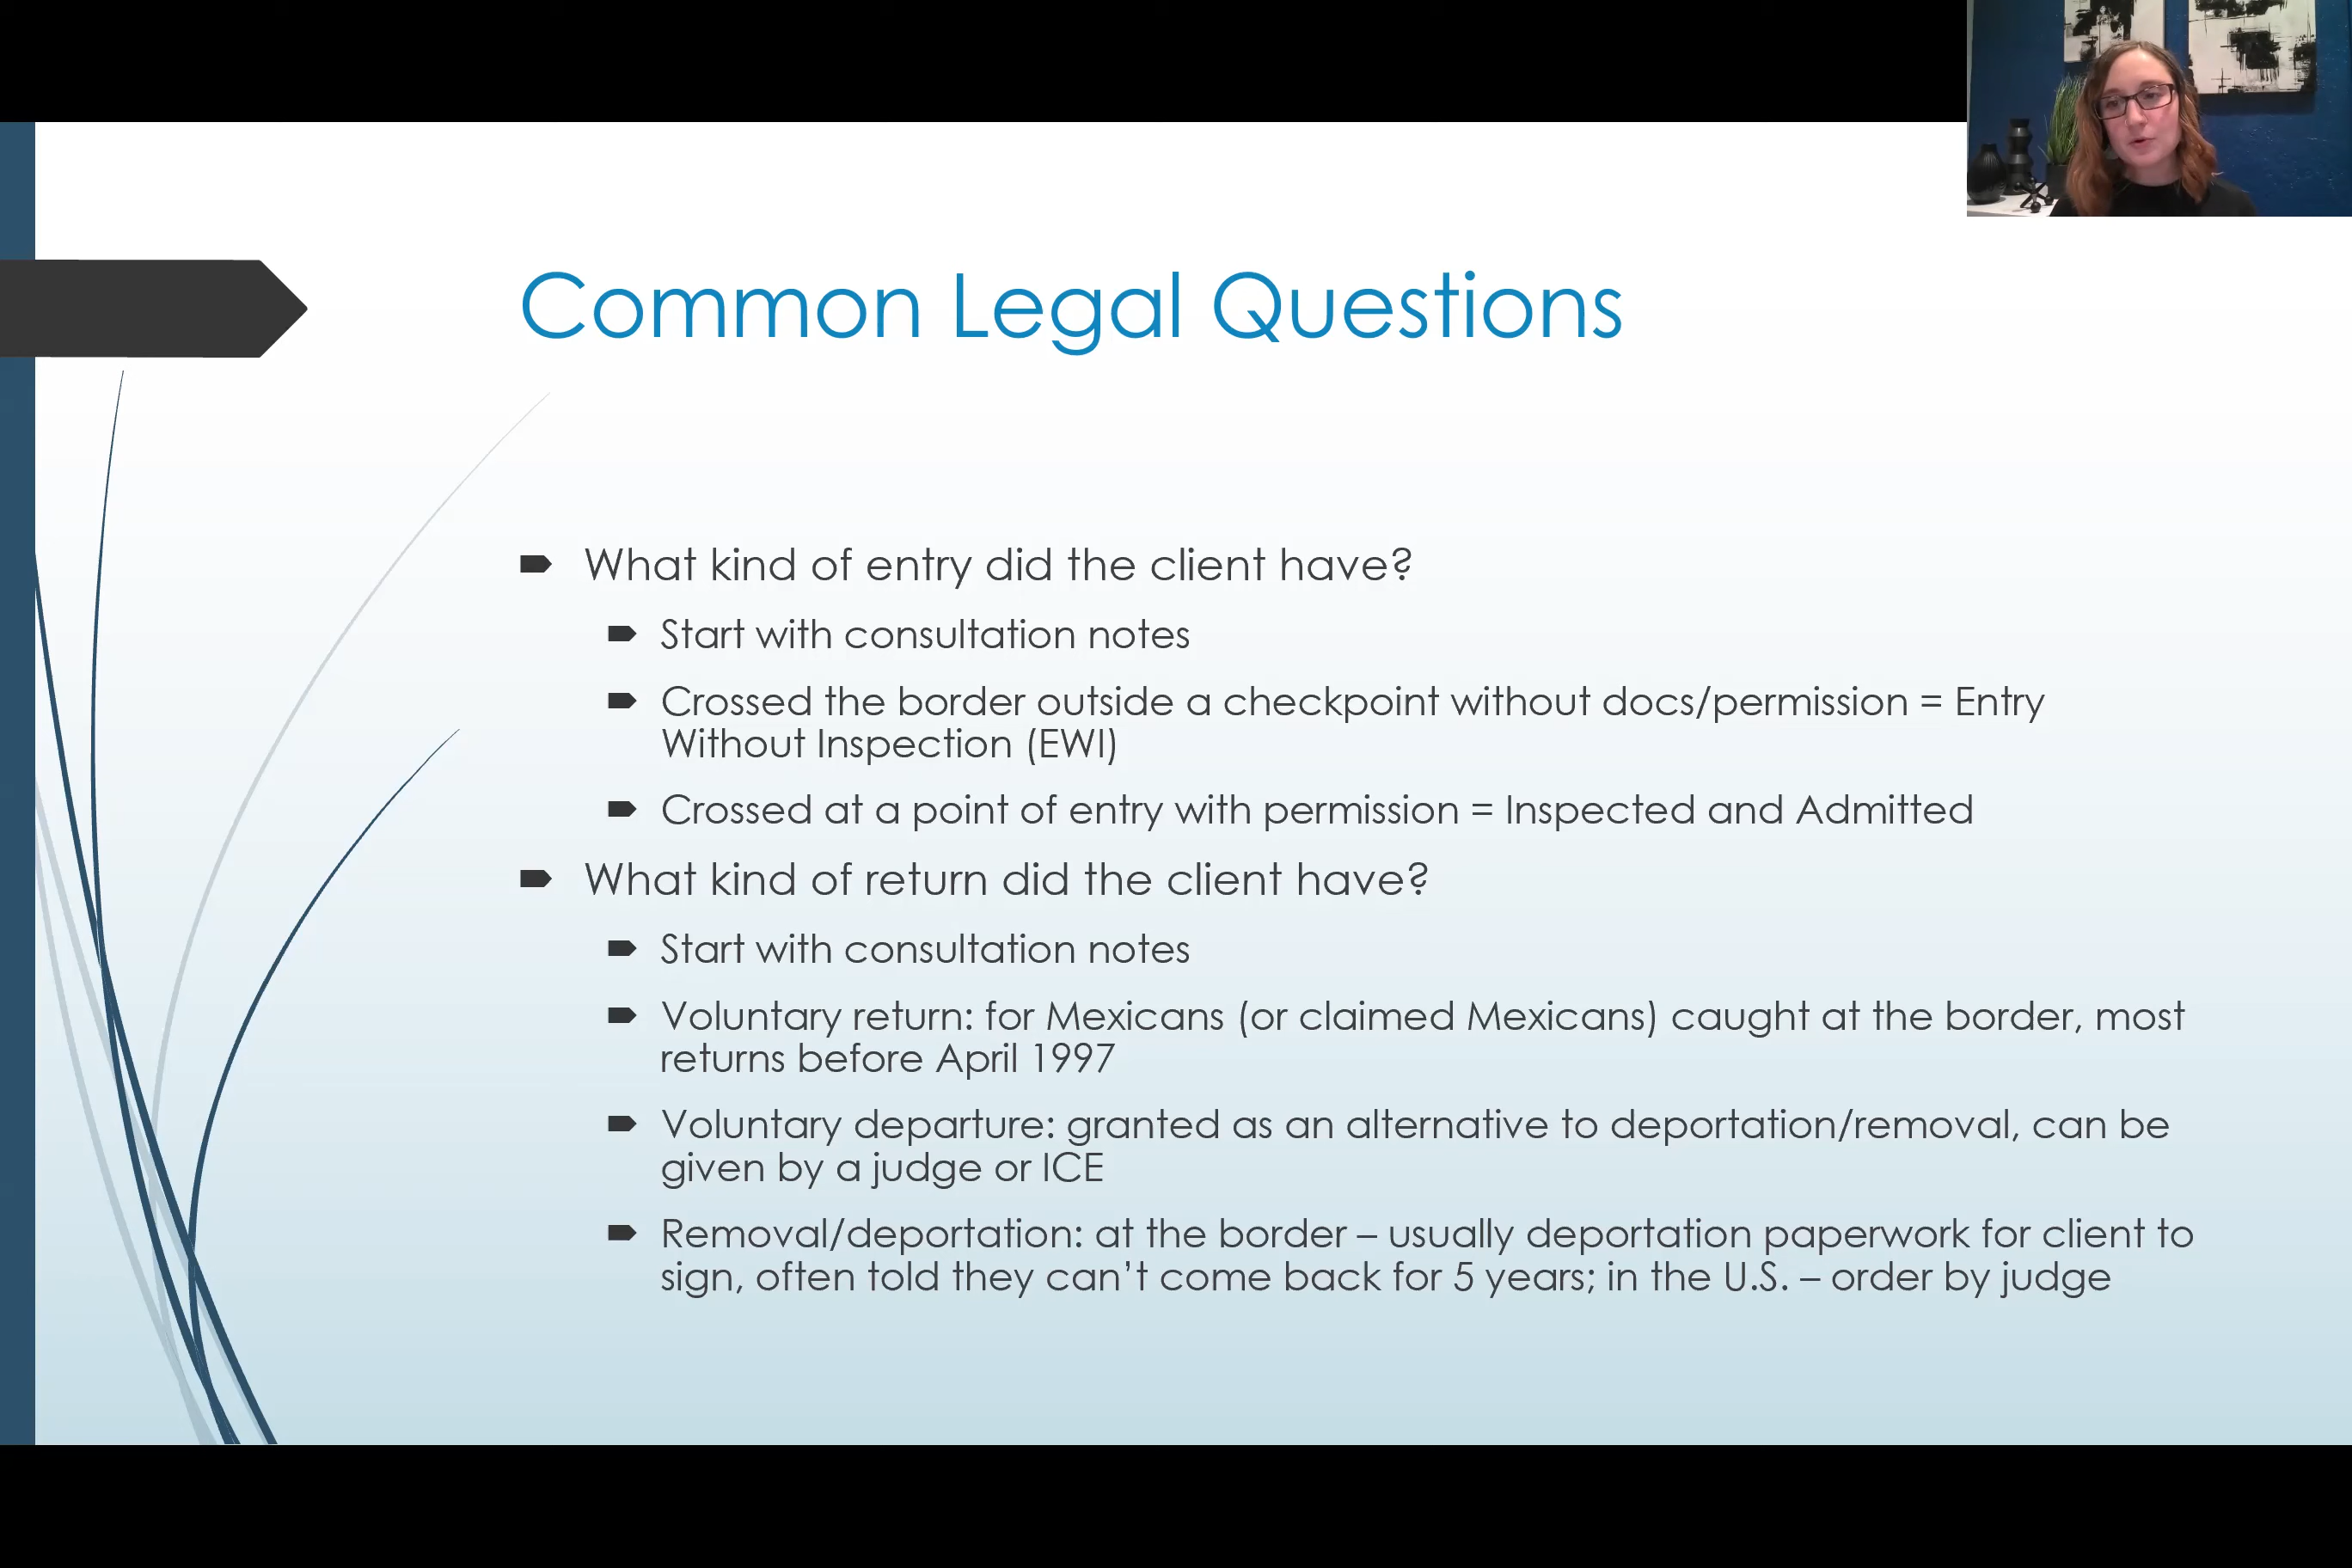 Common Legal Questions
What kind of entry did the client have?
Start with consultation notes
Crossed the border outside a checkpoint without docs/permission = Entry
Without Inspection (EWI)
Crossed at a point of entry with permission = Inspected and Admitted
What kind of return did the client have?
Start with consultation notes
Voluntary return: for Mexicans (or claimed Mexicans) caught at the border, most
returns before April 1997
Voluntary departure: granted as an alternative to deportation/removal, can be
given by a judge or ICE
Removal/deportation: at the border – usually deportation paperwork for client to
sign, often told they can’t come back for 5 years; in the U.S. – order by judge